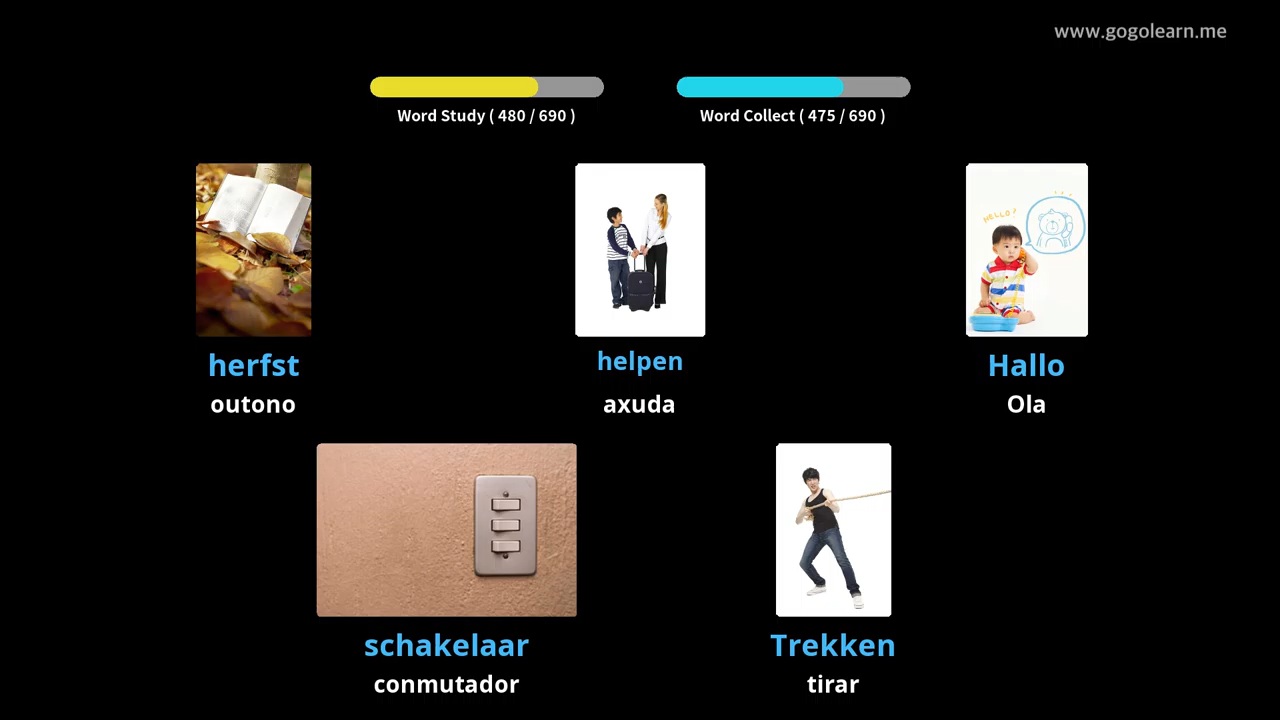 www.gogolearn.me
Word Study ( 480 / 690 )
Word Collect ( 475 / 690 )
HELLO?
herfst
outono
helpen
axuda
Hallo
Ola
schakelaar
conmutador
Trekken
tirar